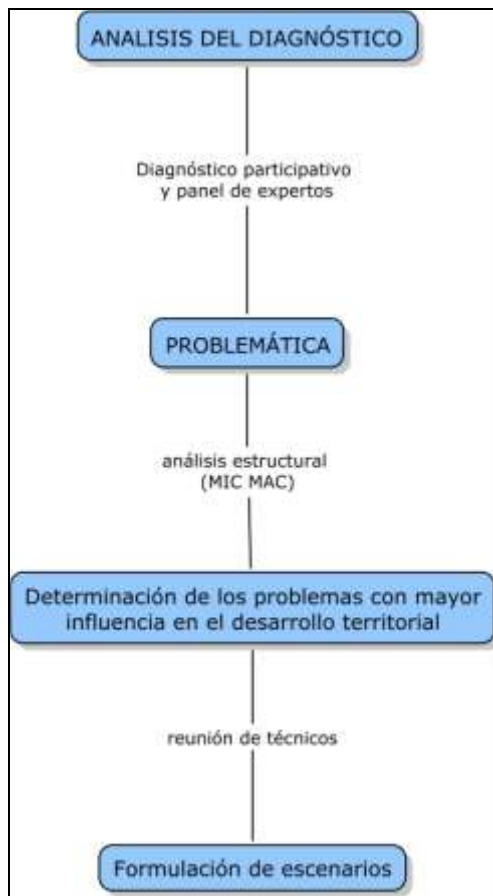 ANALISIS DEL DIAGNÓSTICO
Diagnóstico participativo
y panel de expertos
PROBLEMÁTICA
análisis estructural
(MIC MAC)
Determinación de los problemas con mayor
influencia en el desarrollo territorial
reunión de técnicos
Formulación de escenarios